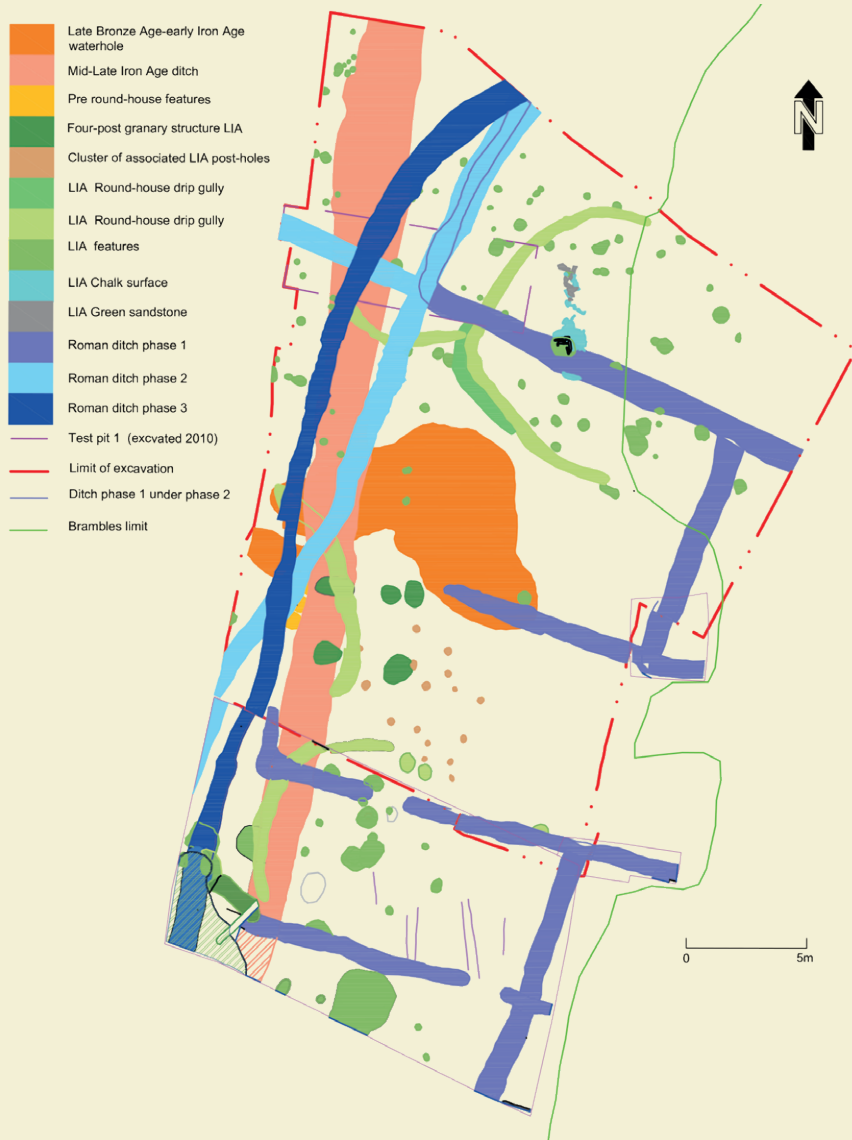 Late Bronze Age-early Iron Age
waterhole
Mid-Late Iron Age ditch
Pre round-house features
Four-post granary structure LIA
Cluster of associated LIA post-holes
LIA Round-house drip gully
LIA Round-house drip gully
LIA features
LIA Chalk surface
LIA Green sandstone
Roman ditch phase 1
Roman ditch phase 2
Roman ditch phase 3
Test pit 1 (excvated 2010)
Limit of excavation
Ditch phase 1 under phase 2
Brambles limit
N
0 5m